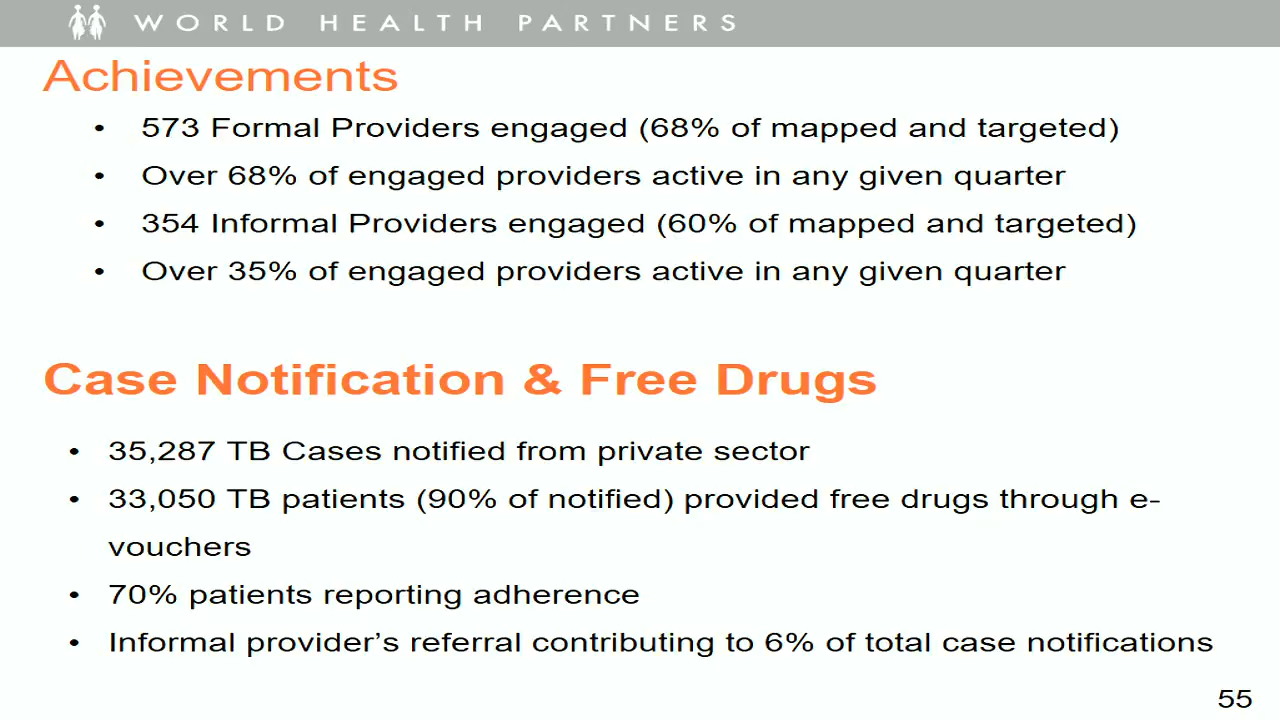 WORLD HEALTH PARTNERS
Achievements
• 573 Formal Providers engaged (68% of mapped and targeted)
• Over 68% of engaged providers active in any given quarter
• 354 Informal Providers engaged (60% of mapped and targeted)
• Over 35% of engaged providers active in any given quarter
Case Notification & Free Drugs
• 35,287 TB Cases notified from private sector
• 33,050 TB patients (90% of notified) provided free drugs through e-
vouchers
• 70% patients reporting adherence
• Informal provider’s referral contributing to 6% of total case notifications
55